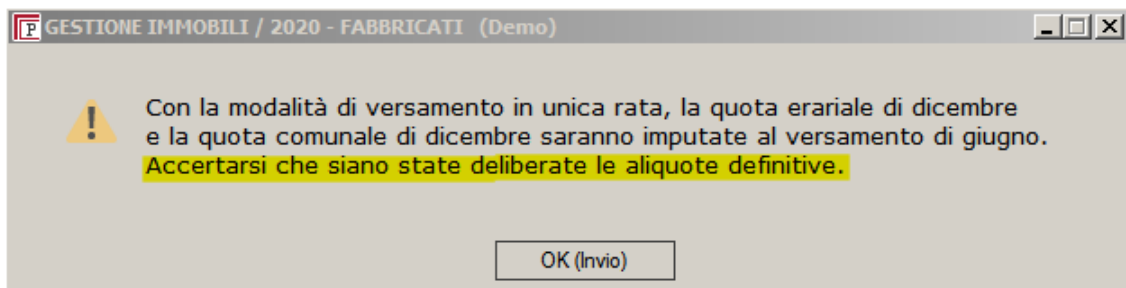 GESTIONE IMMOBILI / 2020 - FABBRICATI (Demo)
Con la modalità di versamento in unica rata, la quota erariale di dicembre
e la quota comunale di dicembre saranno imputate al versamento di giugno.
Accertarsi che siano state deliberate le aliquote definitive.
OK (Invio)